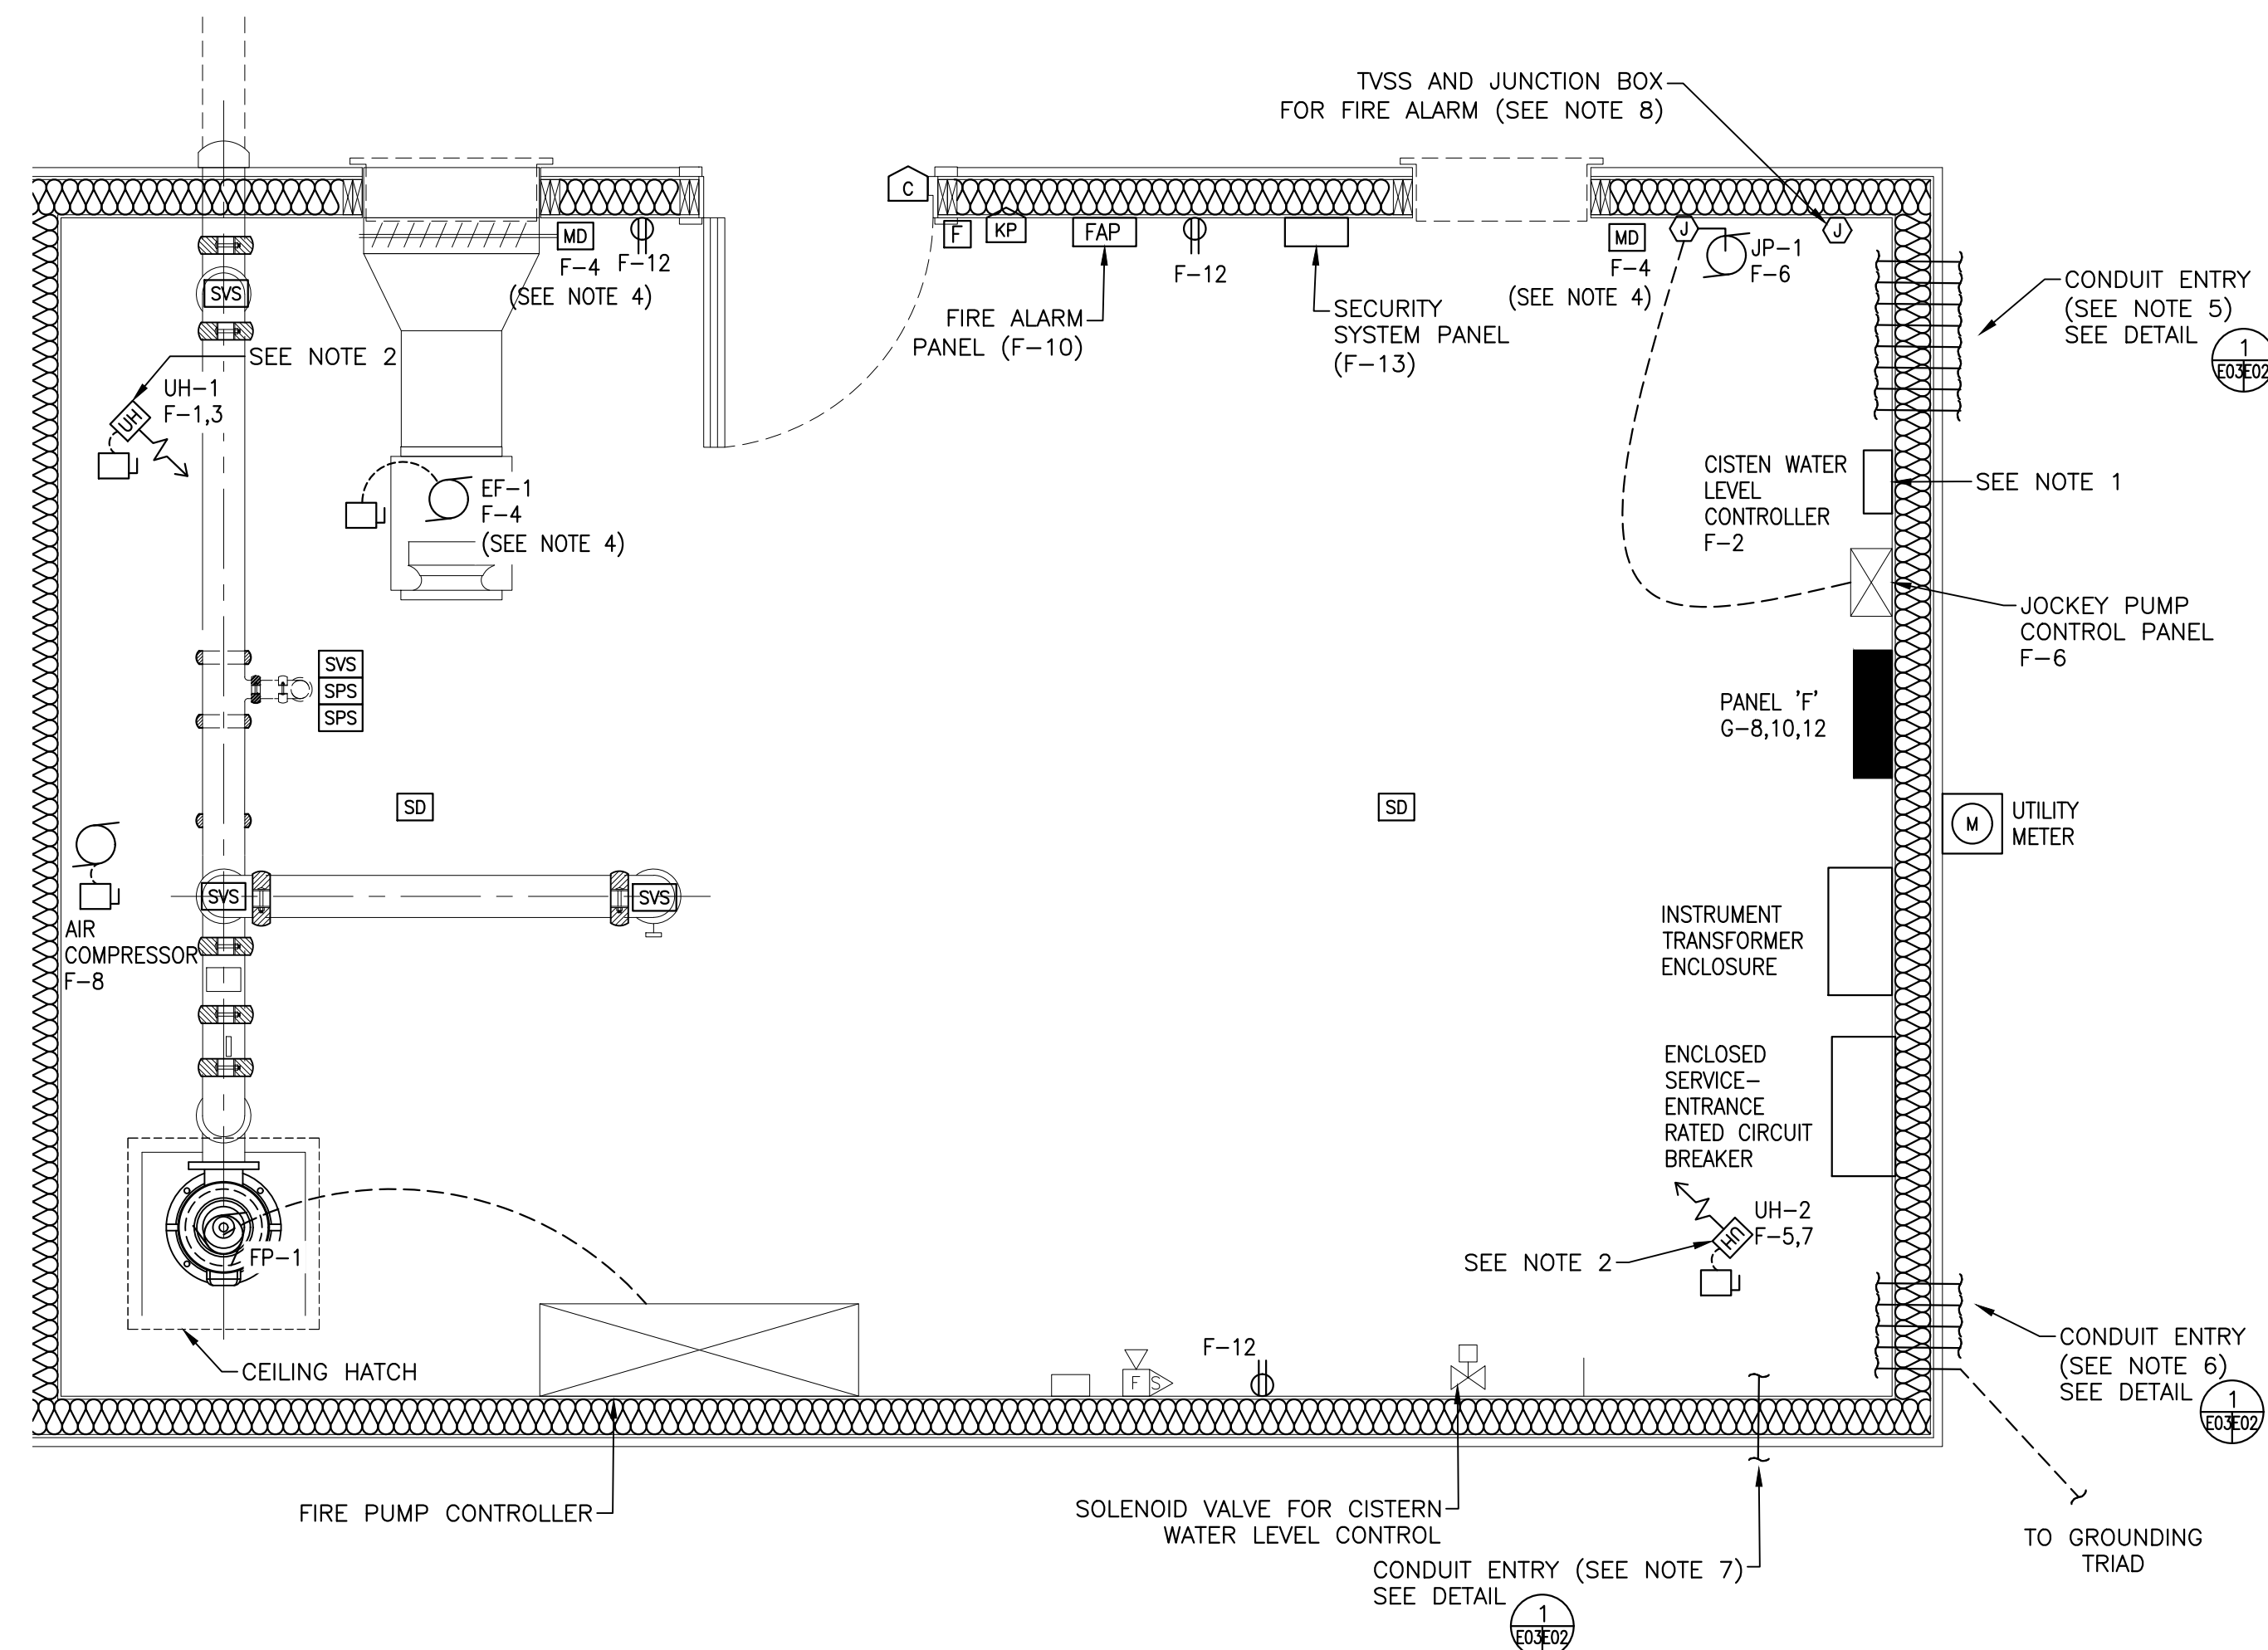 TVSS AND JUNCTION BOX
FOR FIRE ALARM (SEE NOTE 8)
C
F
KP
FAP
MD
F-4
(SEE NOTE 4)
F-12
F-12
MD
F-4
(SEE NOTE 4)
J
J
JP-1
F-6
SVS
FIRE ALARM
PANEL (F-10)
SECURITY
SYSTEM PANEL
(F-13)
CONDUIT ENTRY
(SEE NOTE 5)
SEE DETAIL
1
E03 E02
SEE NOTE 2
UH-1
F-1,3
UH
EF-1
F-4
(SEE NOTE 4)
CISTEN WATER
LEVEL
CONTROLLER
F-2
SEE NOTE 1
JOCKEY PUMP
CONTROL PANEL
F-6
SVS
SPS
SPS
PANEL 'F'
G-8,10,12
SD
SD
M
UTILITY
METER
SVS
SVS
AIR
COMPRESSOR
F-8
INSTRUMENT
TRANSFORMER
ENCLOSURE
ENCLOSED
SERVICE-
ENTRANCE
RATED CIRCUIT
BREAKER
UH-2
F-5,7
UH
SEE NOTE 2
FP-1
CEILING HATCH
F S
F-12
CONDUIT ENTRY
(SEE NOTE 6)
SEE DETAIL
1
E03 E02
FIRE PUMP CONTROLLER
SOLENOID VALVE FOR CISTERN
WATER LEVEL CONTROL
CONDUIT ENTRY (SEE NOTE 7)
SEE DETAIL
1
E03 E02
TO GROUNDING
TRIAD